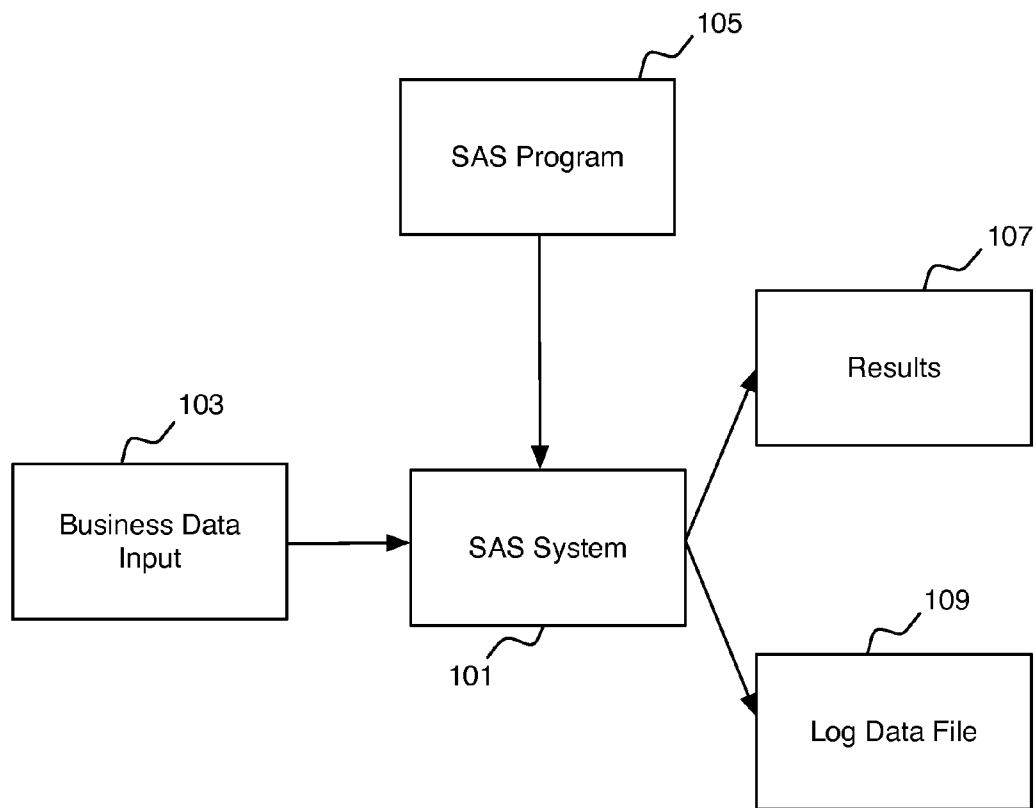 105
SAS Program
107
Results
103
Business Data
Input
SAS System
101
109
Log Data File